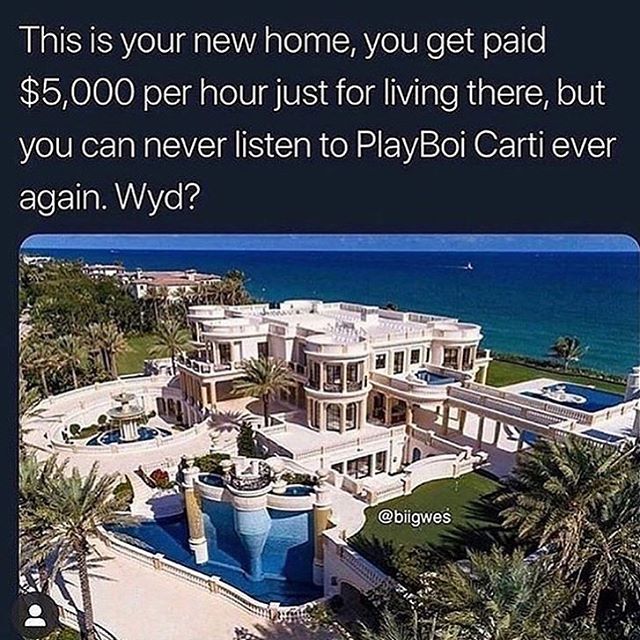 This is your new home, you get paid
$5,000 per hour just for living there, but
you can never listen to PlayBoi Carti ever
again. Wyd?
@biigwes